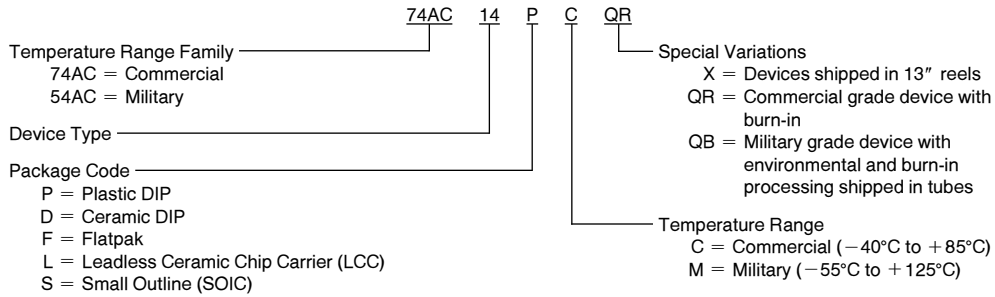 74AC 14 P C QR
Temperature Range Family
74AC = Commercial
54AC = Military
Device Type
Package Code
P = Plastic DIP
D = Ceramic DIP
F = Flatpak
L = Leadless Ceramic Chip Carrier (LCC)
S = Small Outline (SOIC)
Special Variations
X = Devices shipped in 13″ reels
QR = Commercial grade device with
burn-in
QB = Military grade device with
environmental and burn-in
processing shipped in tubes
Temperature Range
C = Commercial (−40°C to +85°C)
M = Military (−55°C to +125°C)